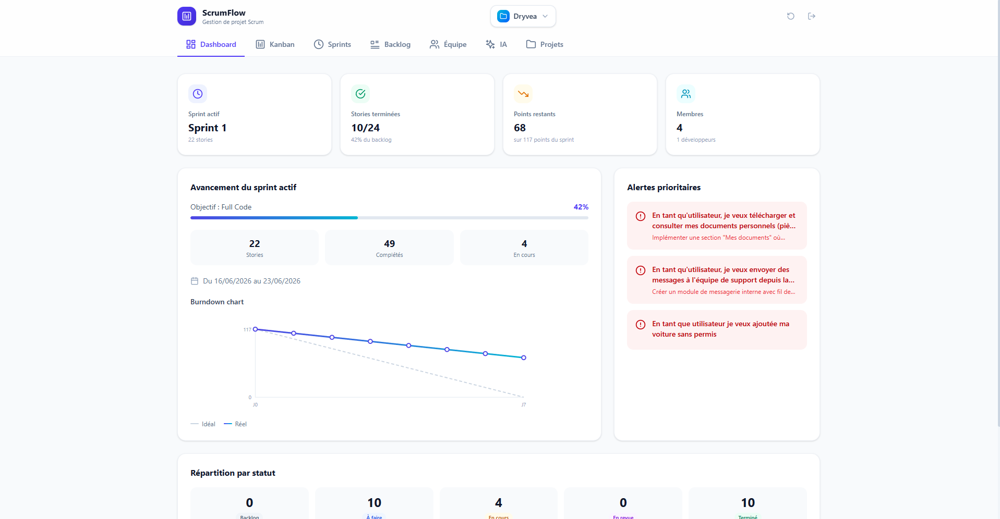 ScrumFlow
Gestion de projet Scrum
Dryvea
Dashboard
Kanban
Sprints
Backlog
Équipe
IA
Projets
Sprint actif
Sprint 1
22 stories
Stories terminées
10/24
42% du backlog
Points restants
68
sur 117 points du sprint
Membres
4
1 développeurs
Avancement du sprint actif
Objectif : Full Code
42%
22
Stories
49
Complétés
4
En cours
Du 16/06/2026 au 23/06/2026
Burndown chart
117
0
J0
J7
Idéal
Réel
Alertes prioritaires
En tant qu'utilisateur, je veux télécharger et
consulter mes documents personnels (piè...
Implémenter une section "Mes documents" où...
En tant qu'utilisateur, je veux envoyer des
messages à l'équipe de support depuis la...
Créer un module de messagerie interne avec fil de...
En tant que utilisateur je veux ajoutée ma
voiture sans permis
Répartition par statut
0
Backlog
10
À faire
4
En cours
0
En revue
10
Terminé